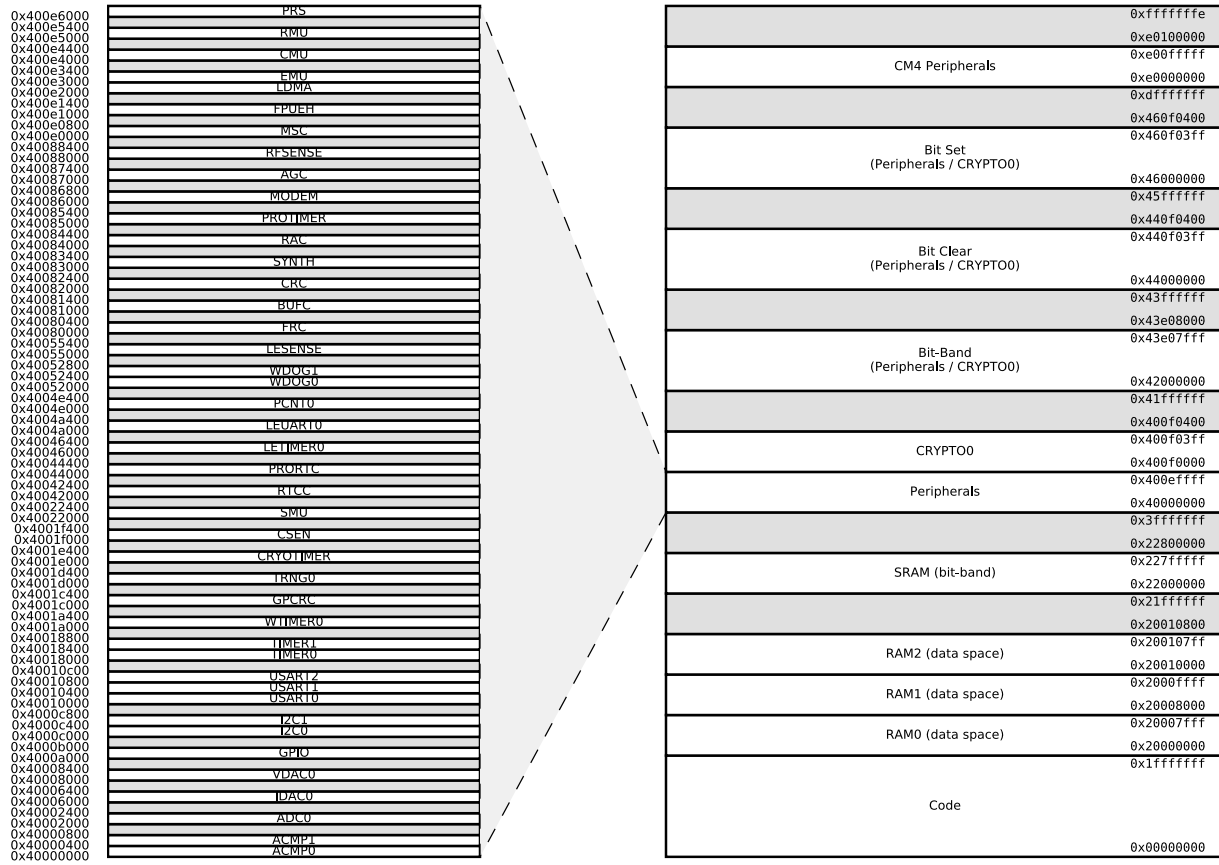 0x400e6000
0x400e5400
0x400e5000
0x400e4400
0x400e4000
0x400e3400
0x400e3000
0x400e2000
0x400e1400
0x400e1000
0x400e0800
0x400e0000
0x40088400
0x40088000
0x40087400
0x40087000
0x40086800
0x40086000
0x40085400
0x40085000
0x40084400
0x40084000
0x40083400
0x40083000
0x40082400
0x40082000
0x40081400
0x40081000
0x40080400
0x40080000
0x40055400
0x40055000
0x40052800
0x40052400
0x40052000
0x4004e400
0x4004e000
0x4004a400
0x4004a000
0x40046400
0x40046000
0x40044400
0x40044000
0x40042400
0x40042000
0x40022400
0x40022000
0x4001f400
0x4001f000
0x4001e400
0x4001e000
0x4001d400
0x4001d000
0x4001c400
0x4001c000
0x4001a400
0x4001a000
0x40018800
0x40018400
0x40018000
0x40010c00
0x40010800
0x40010400
0x40010000
0x4000c800
0x4000c400
0x4000c000
0x4000b000
0x4000a000
0x40008400
0x40008000
0x40006400
0x40006000
0x40002400
0x40002000
0x40000800
0x40000400
0x40000000
PRS
RMU
CMU
EMU
LDMA
FPUEH
MSC
RFSENSE
AGC
MODEM
PROTIMER
RAC
SYNTH
CRC
BUFC
FRC
LESENSE
WDOG1
WDOG0
PCNT0
LEUART0
LETIMER0
PRORTC
RTCC
SMU
CSEN
CRYOTIMER
TRNG0
GPCRC
WTIMER0
TIMER1
TIMER0
USART2
USART1
USART0
I2C1
I2C0
GPIO
VDAC0
IDAC0
ADC0
ACMP1
ACMP0
0xfffffffe
0xe0100000
0xe00fffff
CM4 Peripherals
0xe0000000
0xdfffffff
0x460f0400
0x460f03ff
Bit Set
(Peripherals / CRYPTO0)
0x46000000
0x45ffffff
0x440f0400
0x440f03ff
Bit Clear
(Peripherals / CRYPTO0)
0x44000000
0x43ffffff
0x43e08000
0x43e07fff
Bit-Band
(Peripherals / CRYPTO0)
0x42000000
0x41ffffff
0x400f0400
0x400f03ff
CRYPTO0
0x400f0000
0x400effff
Peripherals
0x40000000
0x3fffffff
0x22800000
0x227fffff
SRAM (bit-band)
0x22000000
0x21ffffff
0x20010800
0x200107ff
RAM2 (data space)
0x20010000
0x2000ffff
RAM1 (data space)
0x20008000
0x20007fff
RAM0 (data space)
0x20000000
0x1fffffff
Code
0x00000000